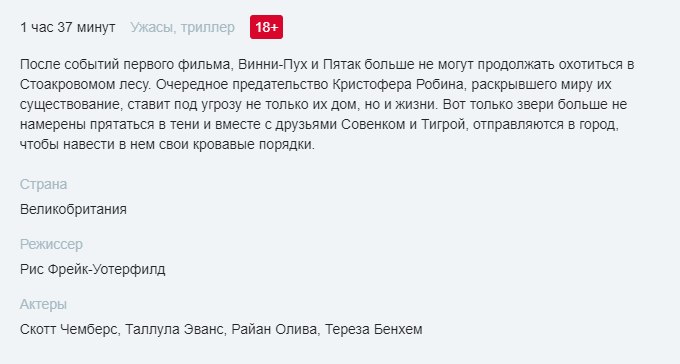 1 час 37 минут Ужасы, триллер 18+
После событий первого фильма, Винни-Пух и Пятак больше не могут продолжать охотиться в
Стоакровомом лесу. Очередное предательство Кристофера Робина, раскрывшего миру их
существование, ставит под угрозу не только их дом, но и жизни. Вот только звери больше не
намерены прятаться в тени и вместе с друзьями Совенком и Тигрой, отправляются в город,
чтобы навести в нем свои кровавые порядки.
Страна
Великобритания
Режиссер
Рис Фрейк-Уотерфилд
Актеры
Скотт Чемберс, Таллула Эванс, Райан Олива, Тереза Бенхем